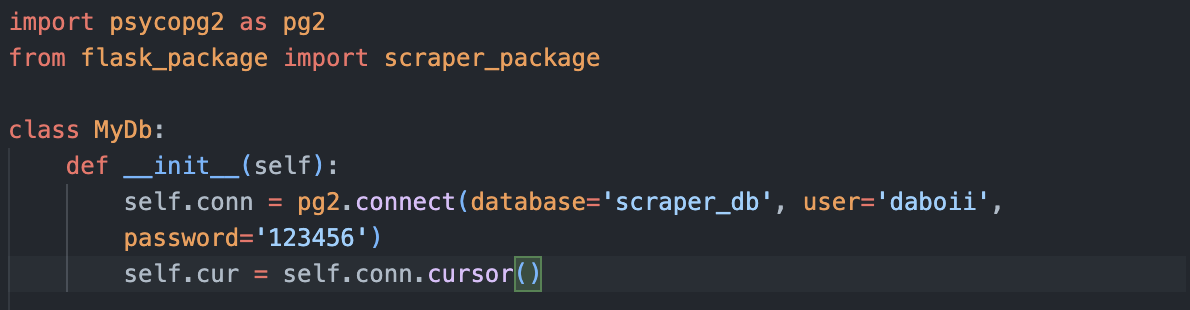 import psycopg2 as pg2
from flask_package import scraper_package
class MyDb:
def __init__(self):
self.conn = pg2.connect(database='scraper_db', user='daboii',
password='123456')
self.cur = self.conn.cursor()